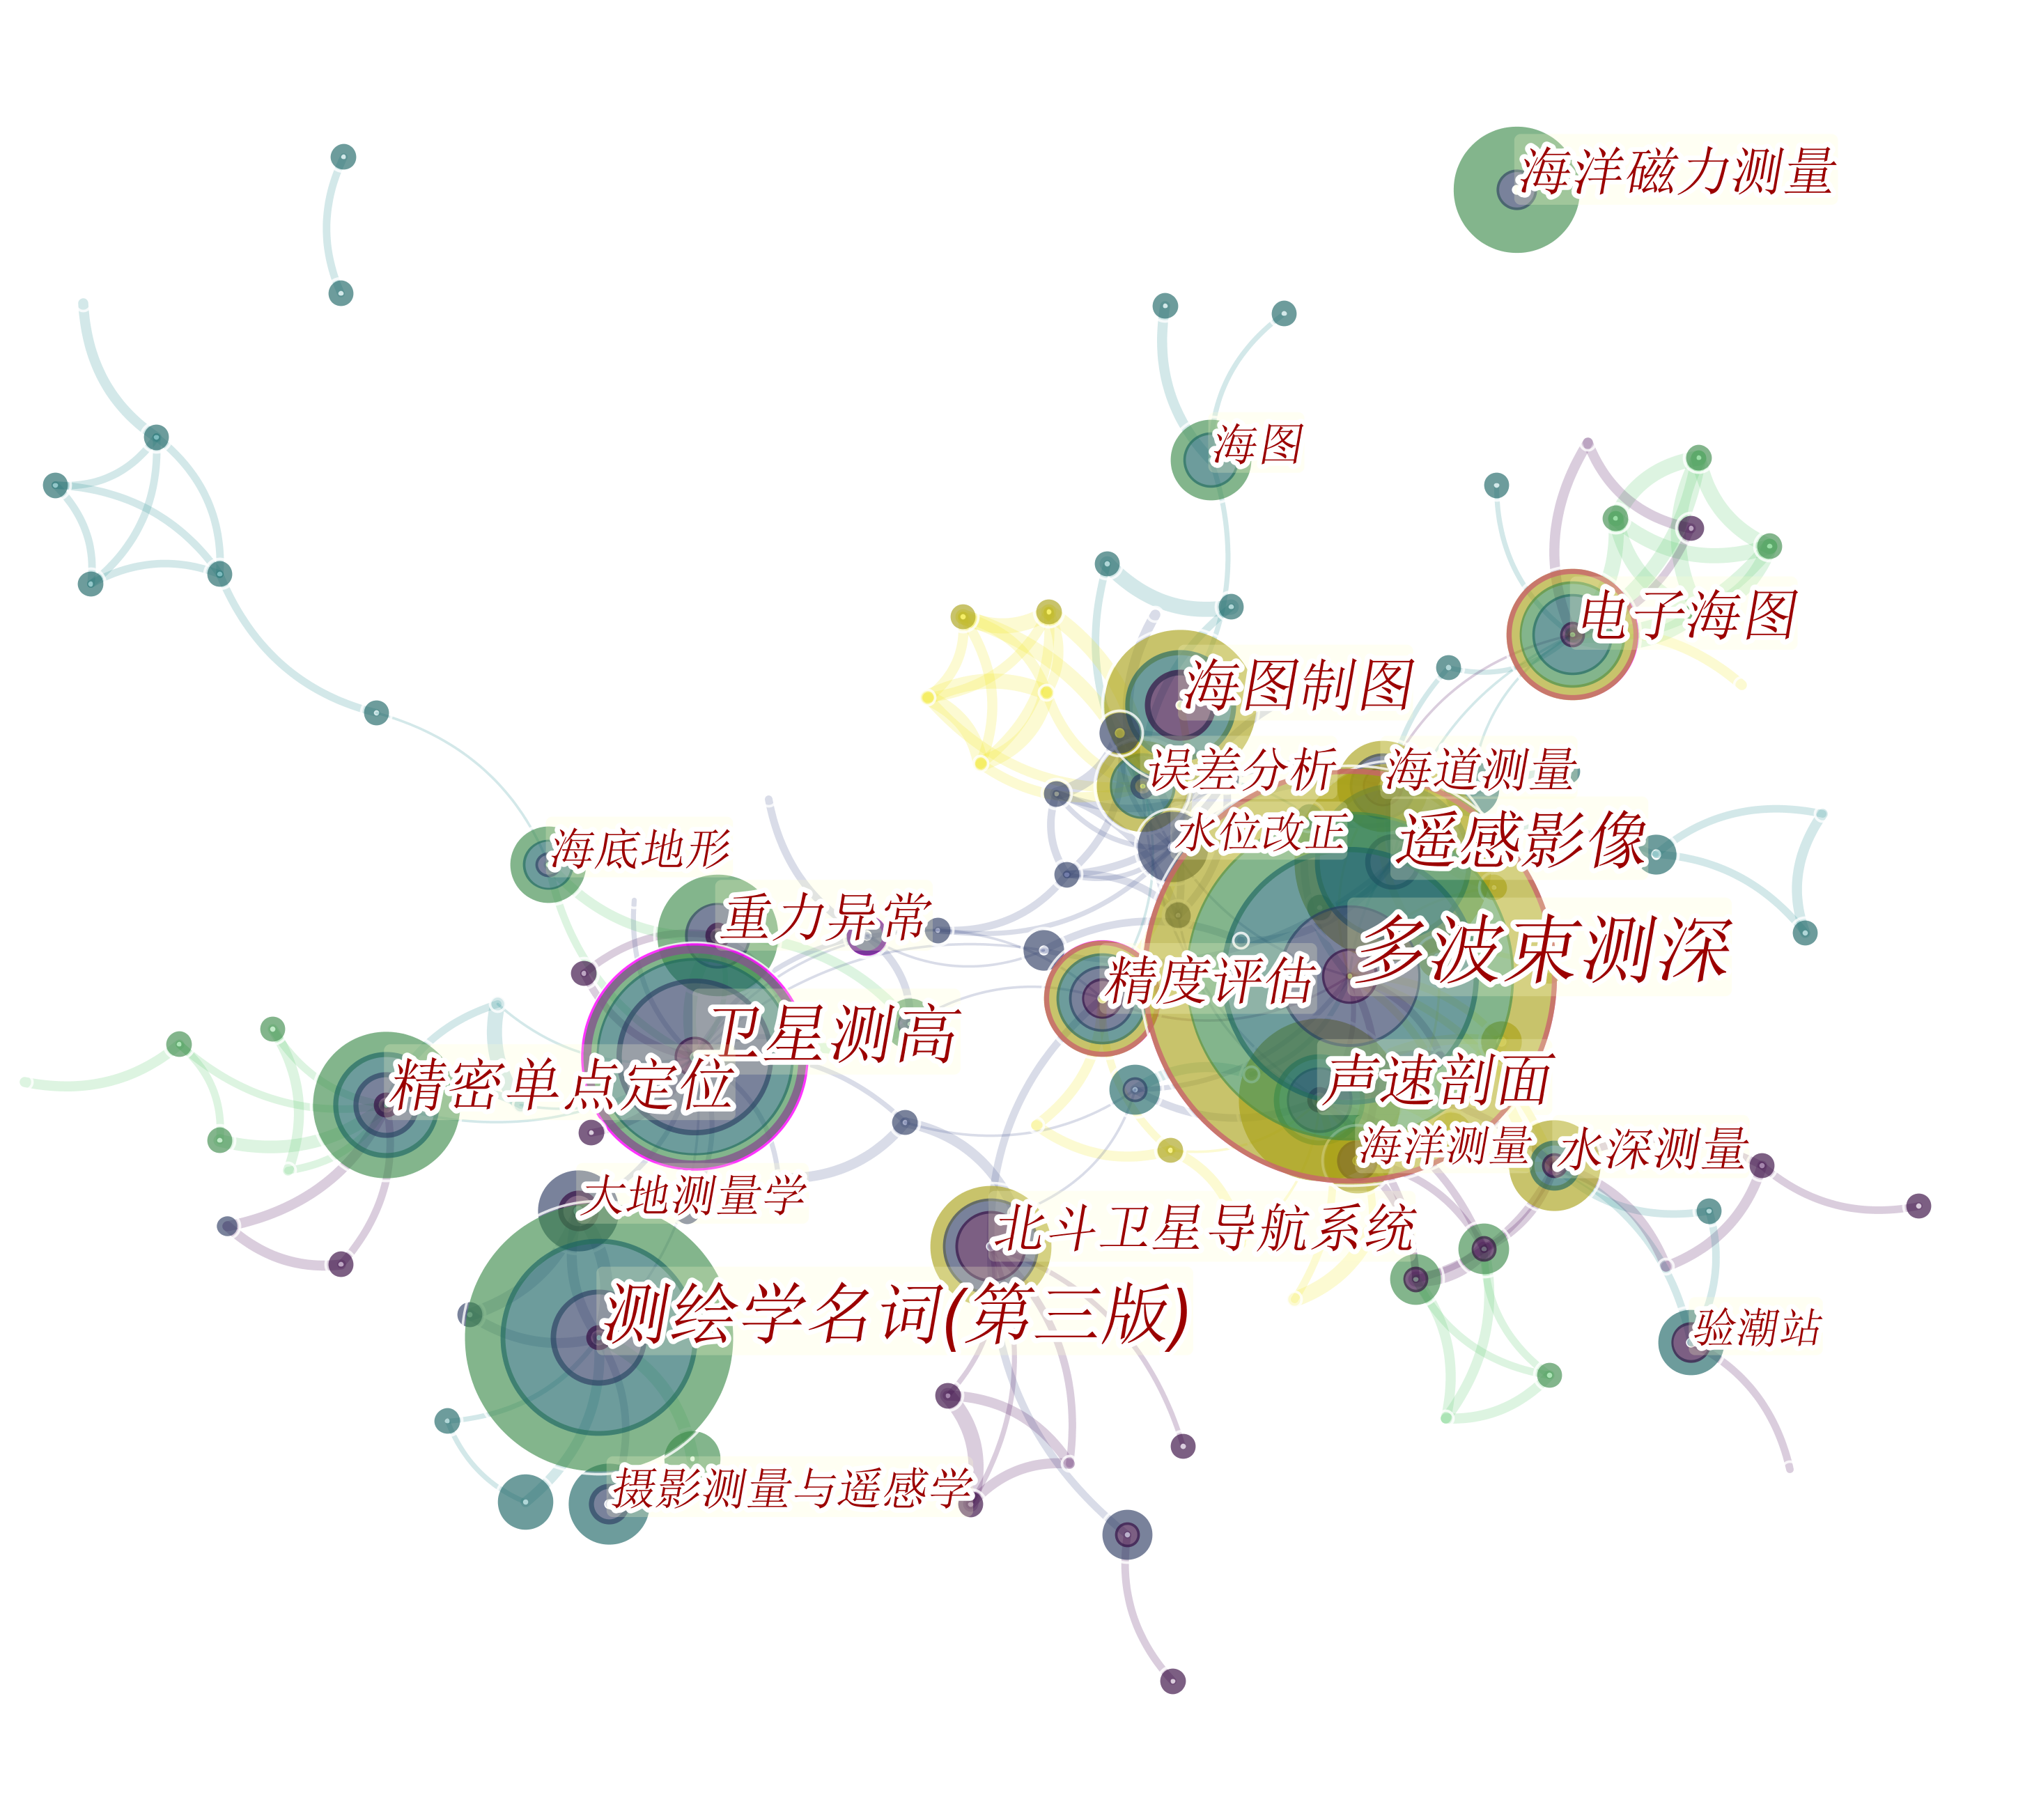 海洋磁力测量
海图
电子海图
海图制图
误差分析
海道测量
水位改正
遥感影像
海底地形
重力异常
多波束测深
精度评估
卫星测高
精密单点定位
声速剖面
海洋测量
水深测量
大地测量学
北斗卫星导航系统
测绘学名词(第三版)
验潮站
摄影测量与遥感学